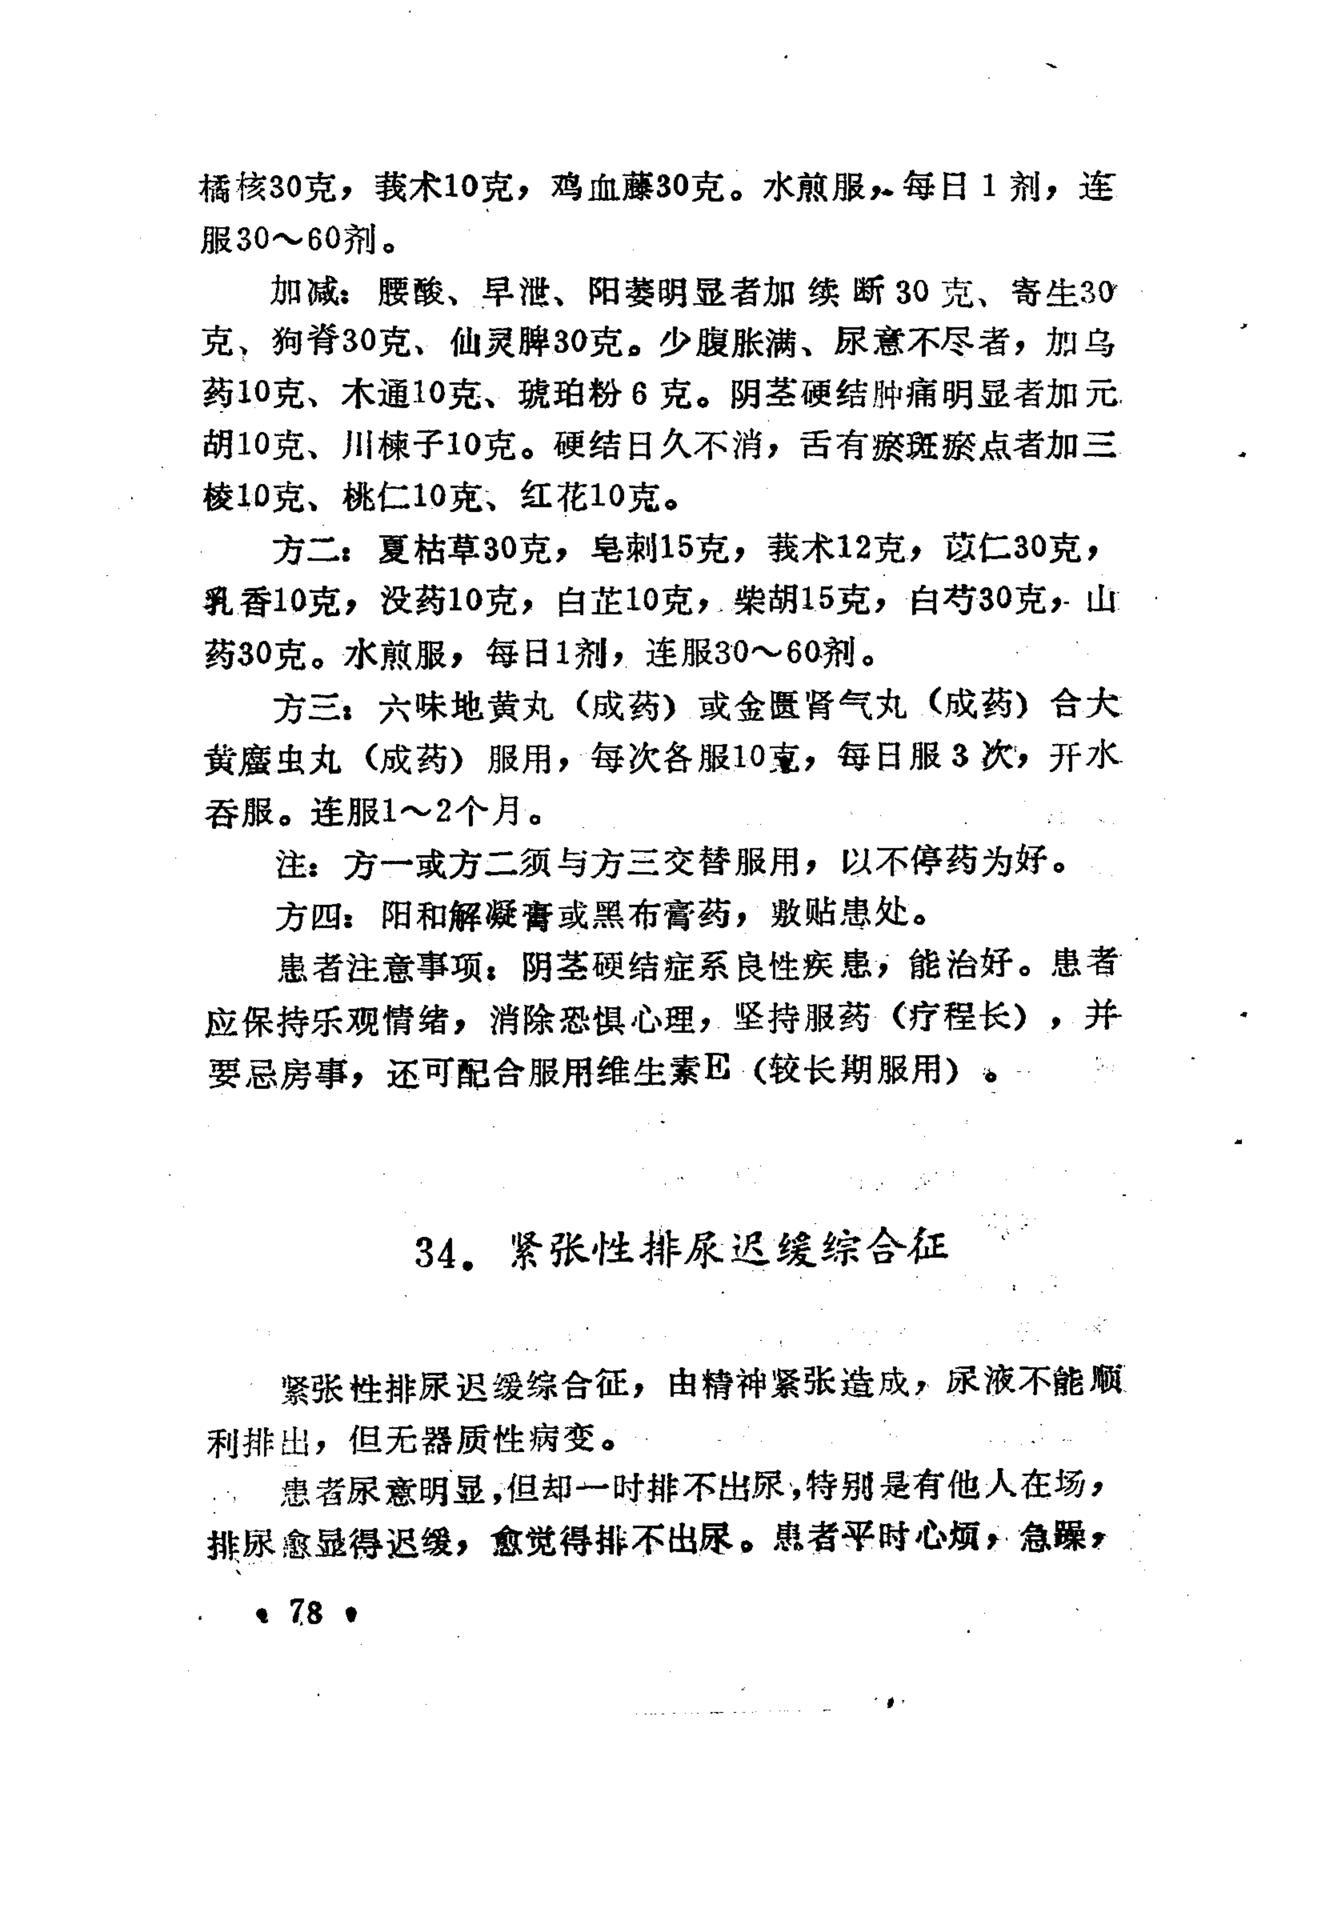 橘核30克，莪术10克，鸡血藤30克。水煎服，每日1剂，连
服30～60剂。
加减：腰酸、早泄、阳萎明显者加续断30克、寄生30
克、狗脊30克、仙灵脾30克。少腹胀满、尿意不尽者，加乌
药10克、木通10克、琥珀粉6克。阴茎硬结肿痛明显者加元
胡10克、川楝子10克。硬结日久不消，舌有瘀斑瘀点者加三
棱10克、桃仁10克、红花10克。
方二：夏枯草30克，皂刺15克，莪术12克，苡仁30克，
乳香10克，没药10克，白芷10克，柴胡15克，白芍30克，山
药30克。水煎服，每日1剂，连服30～60剂。
方三：六味地黄丸（成药）或金匮肾气丸（成药）合大
黄䗪虫丸（成药）服用，每次各服10克，每日服3次，开水
吞服。连服1～2个月。
注：方一或方二须与方三交替服用，以不停药为好。
方四：阳和解凝膏或黑布膏药，敷贴患处。
患者注意事项：阴茎硬结症系良性疾患，能治好。患者
应保持乐观情绪，消除恐惧心理，坚持服药（疗程长），并
要忌房事，还可配合服用维生素E（较长期服用）。
34．紧张性排尿迟缓综合征
紧张性排尿迟缓综合征，由精神紧张造成，尿液不能顺
利排出，但无器质性病变。
患者尿意明显，但却一时排不出尿，特别是有他人在场，
排尿愈显得迟缓，愈觉得排不出尿。患者平时心烦，急躁，
• 78 •